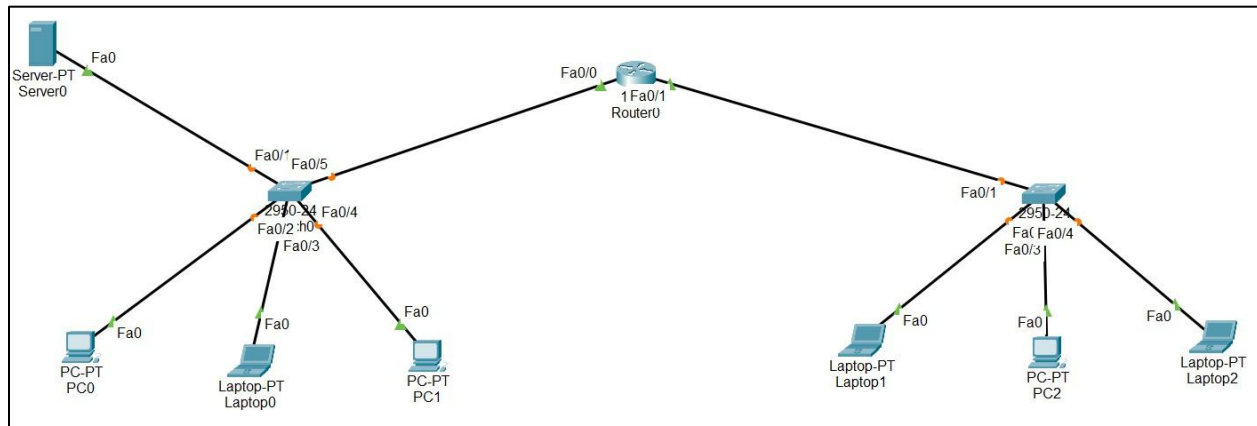 Fa0
Server-PT
Server0
Fa0/0
Fa0/1
Router0
Fa0/1
Fa0/5
2950-24
Fa0/4
Fa0/2
Fa0/3
Fa0/1
2950-24
Fa0/4
Fa0/3
Fa0
PC-PT
PC0
Fa0
Laptop-PT
Laptop0
Fa0
PC-PT
PC1
Fa0
Laptop-PT
Laptop1
Fa0
PC-PT
PC2
Fa0
Laptop-PT
Laptop2